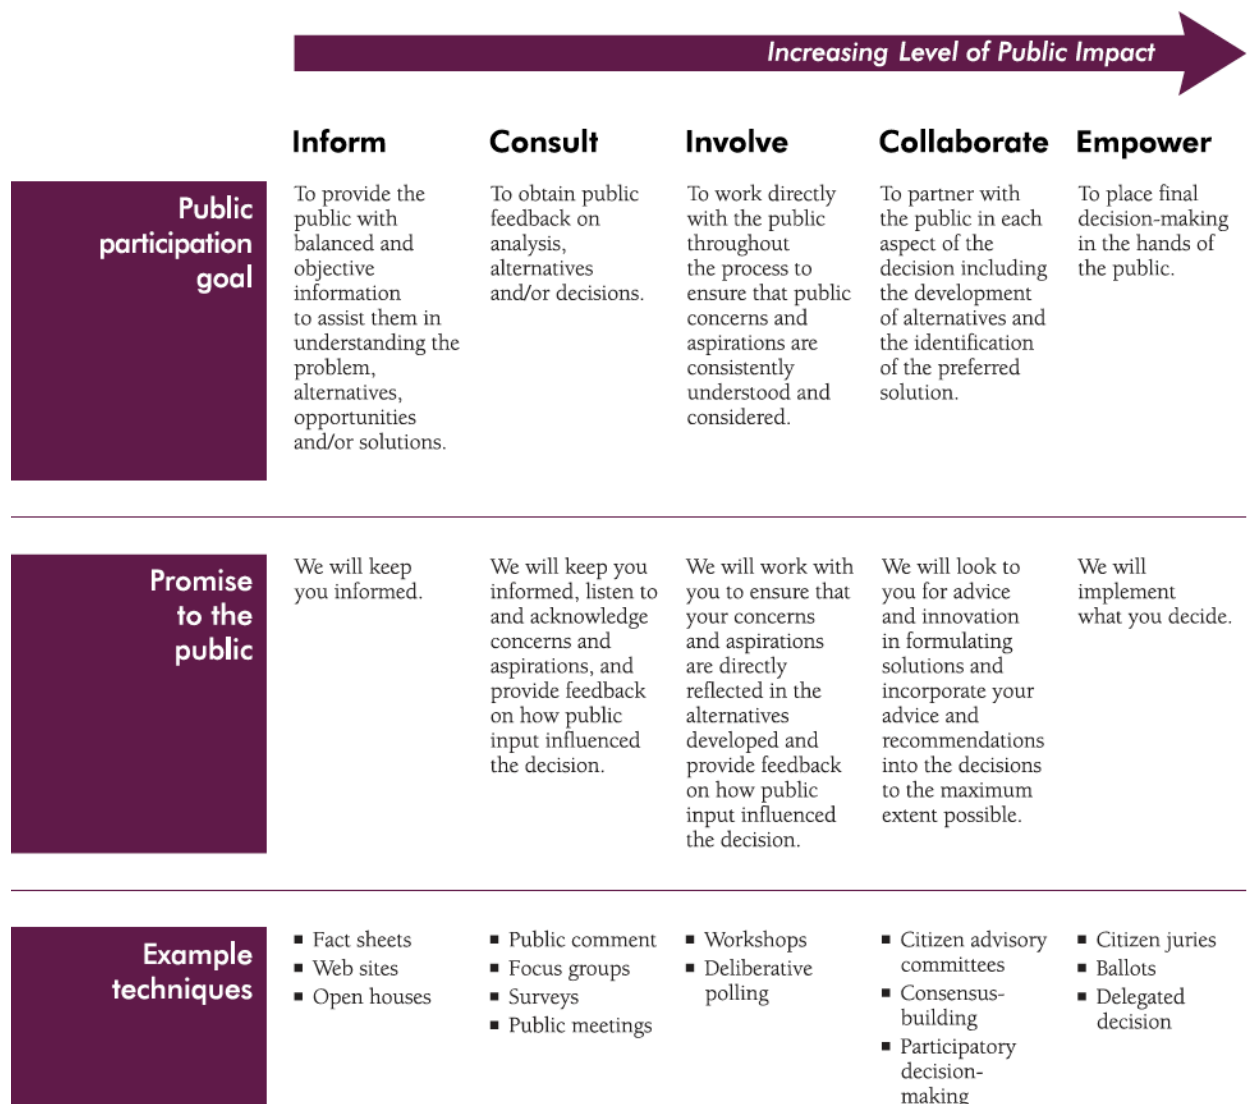 Increasing Level of Public Impact
Inform
Consult
Involve
Collaborate
Empower
Public
participation
goal
To provide the
public with
balanced and
objective
information
to assist them in
understanding the
problem,
alternatives,
opportunities
and/or solutions.
To obtain public
feedback on
analysis,
alternatives
and/or decisions.
To work directly
with the public
throughout
the process to
ensure that public
concerns and
aspirations are
consistently
understood and
considered.
To partner with
the public in each
aspect of the
decision including
the development
of alternatives and
the identification
of the preferred
solution.
To place final
decision-making
in the hands of
the public.
Promise
to the
public
We will keep
you informed.
We will keep you
informed, listen to
and acknowledge
concerns and
aspirations, and
provide feedback
on how public
input influenced
the decision.
We will work with
you to ensure that
your concerns
and aspirations
are directly
reflected in the
alternatives
developed and
provide feedback
on how public
input influenced
the decision.
We will look to
you for advice
and innovation
in formulating
solutions and
incorporate your
advice and
recommendations
into the decisions
to the maximum
extent possible.
We will
implement
what you decide.
Example
techniques
▪ Fact sheets
▪ Web sites
▪ Open houses
▪ Public comment
▪ Focus groups
▪ Surveys
▪ Public meetings
▪ Workshops
▪ Deliberative
polling
▪ Citizen advisory
committees
▪ Consensus-
building
▪ Participatory
decision-
making
▪ Citizen juries
▪ Ballots
▪ Delegated
decision